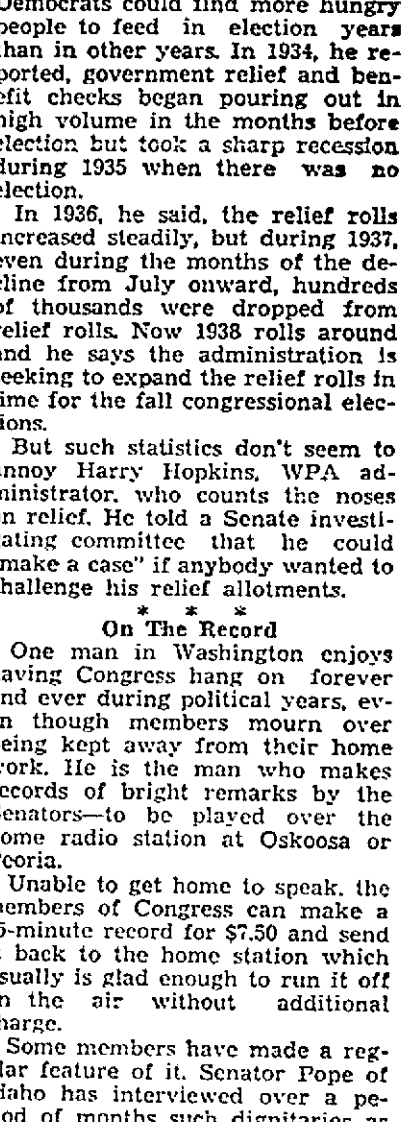 Democrats could find more hungry
people to feed in election years
than in other years. In 1934, he re-
ported, government relief and ben-
efit checks began pouring out in
high volume in the months before
election but took a sharp recession
during 1935 when there was no
election.
In 1936, he said, the relief rolls
increased steadily, but during 1937,
even during the months of the de-
cline from July onward, hundreds
of thousands were dropped from
relief rolls. Now 1938 rolls around
and he says the administration is
seeking to expand the relief rolls in
time for the fall congressional elec-
tions.
But such statistics don't seem to
annoy Harry Hopkins, WPA ad-
ministrator, who counts the noses
on relief. He told a Senate investi-
gating committee that he could
"make a case" if anybody wanted to
challenge his relief allotments.
* * *
On The Record
One man in Washington enjoys
having Congress hang on forever
and ever during political years, ev-
en though members mourn over
being kept away from their home
work. He is the man who makes
records of bright remarks by the
Senators—to be played over the
home radio station at Oskoosa or
Peoria.
Unable to get home to speak, the
members of Congress can make a
5-minute record for $7.50 and send
it back to the home station which
usually is glad enough to run it off
on the air without additional
charge.
Some members have made a reg-
ular feature of it. Senator Pope of
Idaho has interviewed over a pe-
riod of months such dignitaries as